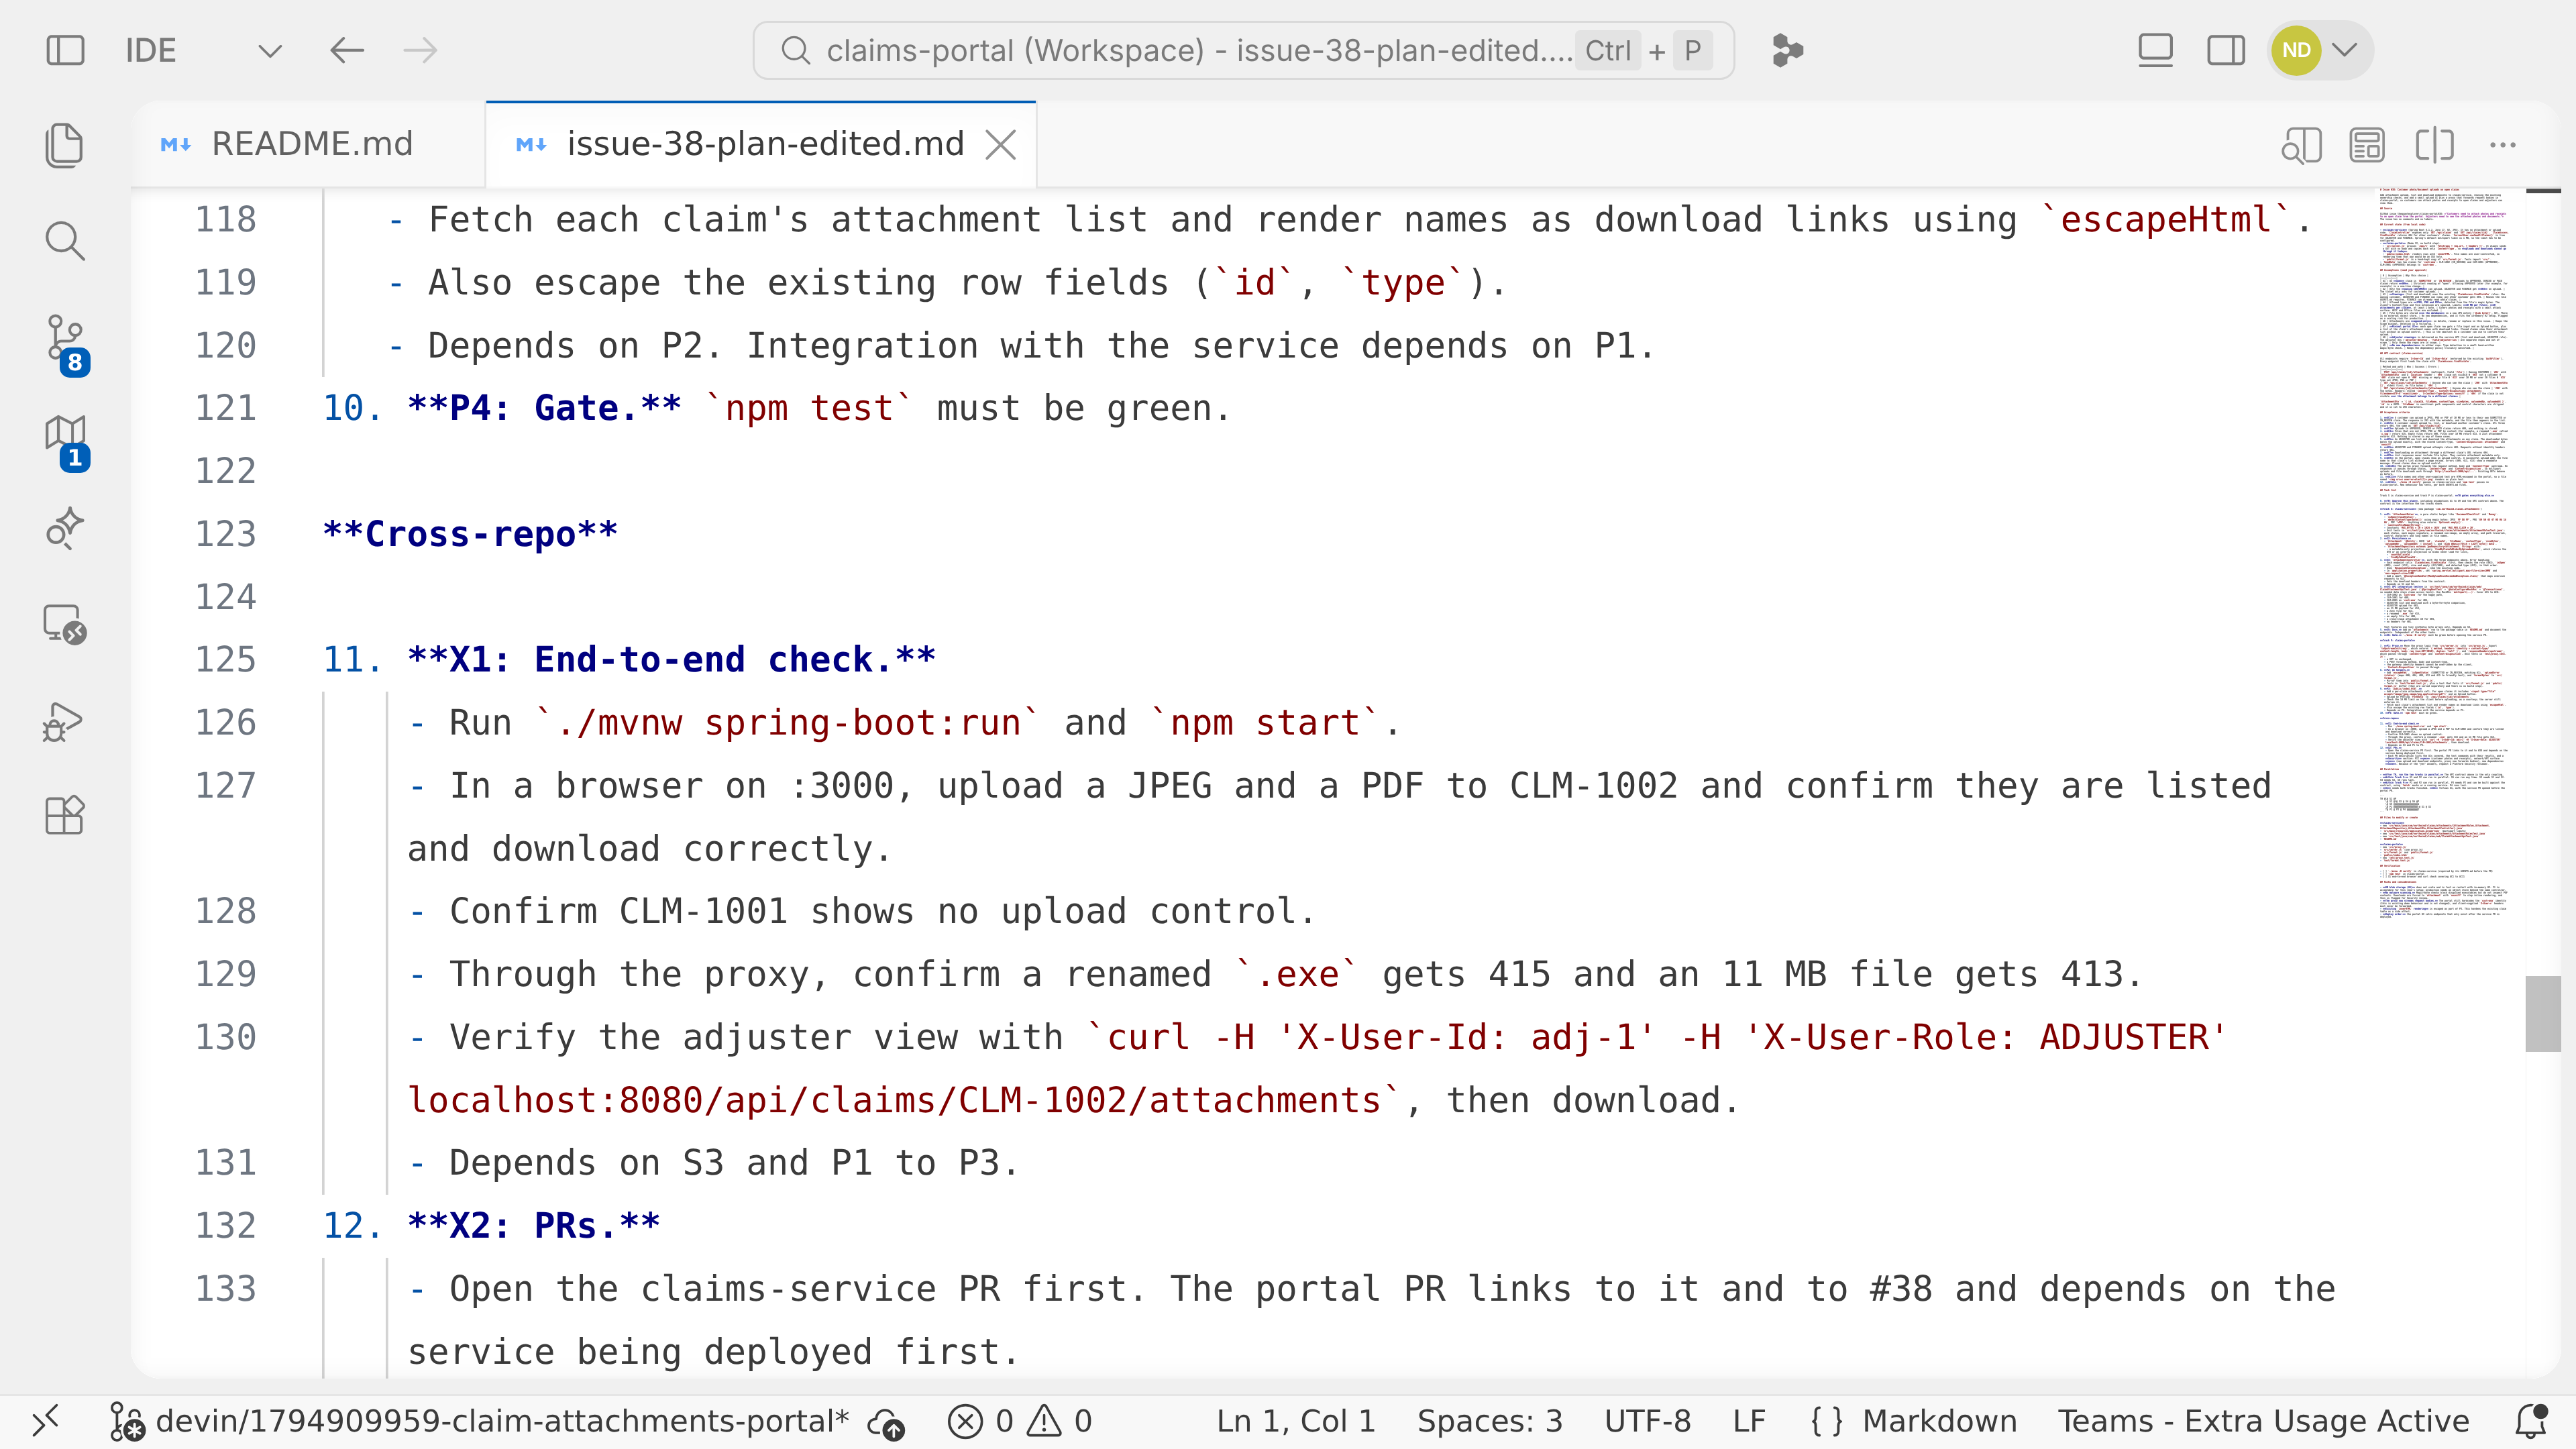 IDE
claims-portal (Workspace) - issue-38-plan-edited.... Ctrl + P
ND
README.md
issue-38-plan-edited.md
8
1
118 - Fetch each claim's attachment list and render names as download links using `escapeHtml`.
119 - Also escape the existing row fields (`id`, `type`).
120 - Depends on P2. Integration with the service depends on P1.
121 10. **P4: Gate.** `npm test` must be green.
122
123 **Cross-repo**
124
125 11. **X1: End-to-end check.**
126 - Run `./mvnw spring-boot:run` and `npm start`.
127 - In a browser on :3000, upload a JPEG and a PDF to CLM-1002 and confirm they are listed
and download correctly.
128 - Confirm CLM-1001 shows no upload control.
129 - Through the proxy, confirm a renamed `.exe` gets 415 and an 11 MB file gets 413.
130 - Verify the adjuster view with `curl -H 'X-User-Id: adj-1' -H 'X-User-Role: ADJUSTER'
localhost:8080/api/claims/CLM-1002/attachments`, then download.
131 - Depends on S3 and P1 to P3.
132 12. **X2: PRs.**
133 - Open the claims-service PR first. The portal PR links to it and to #38 and depends on the
service being deployed first.
devin/1794909959-claim-attachments-portal* 0 0 Ln 1, Col 1 Spaces: 3 UTF-8 LF {} Markdown Teams - Extra Usage Active